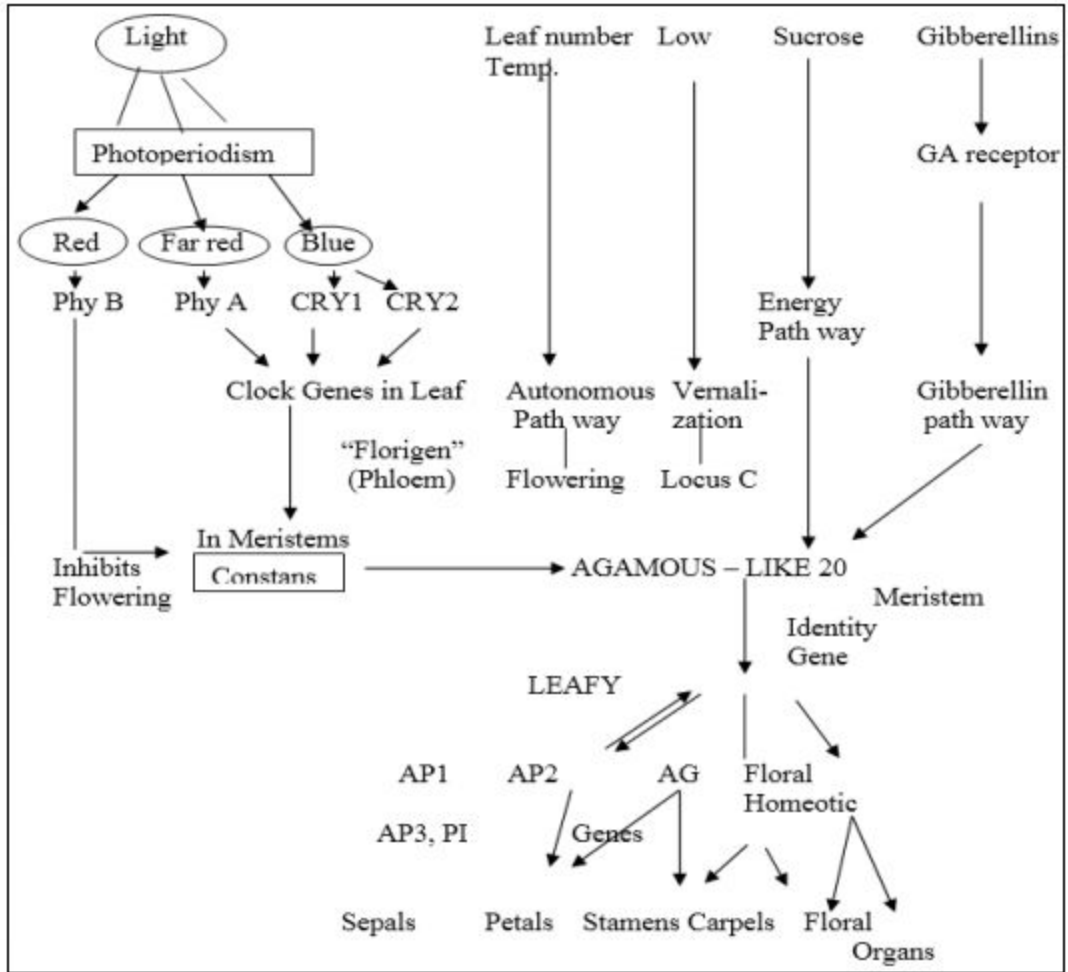 Light
Leaf number Low Sucrose Gibberellins
Temp.
Photoperiodism
GA receptor
Red Far red Blue
Phy B Phy A CRY1 CRY2
Energy
Path way
Clock Genes in Leaf
Autonomous Vernali- Gibberellin
Path way zation path way
“Florigen”
(Phloem)
Flowering Locus C
In Meristems
Inhibits
Flowering
Constans
AGAMOUS – LIKE 20
Meristem
Identity
Gene
LEAFY
AP1 AP2 AG Floral
Homeotic
AP3, PI Genes
Sepals Petals Stamens Carpels Floral
Organs